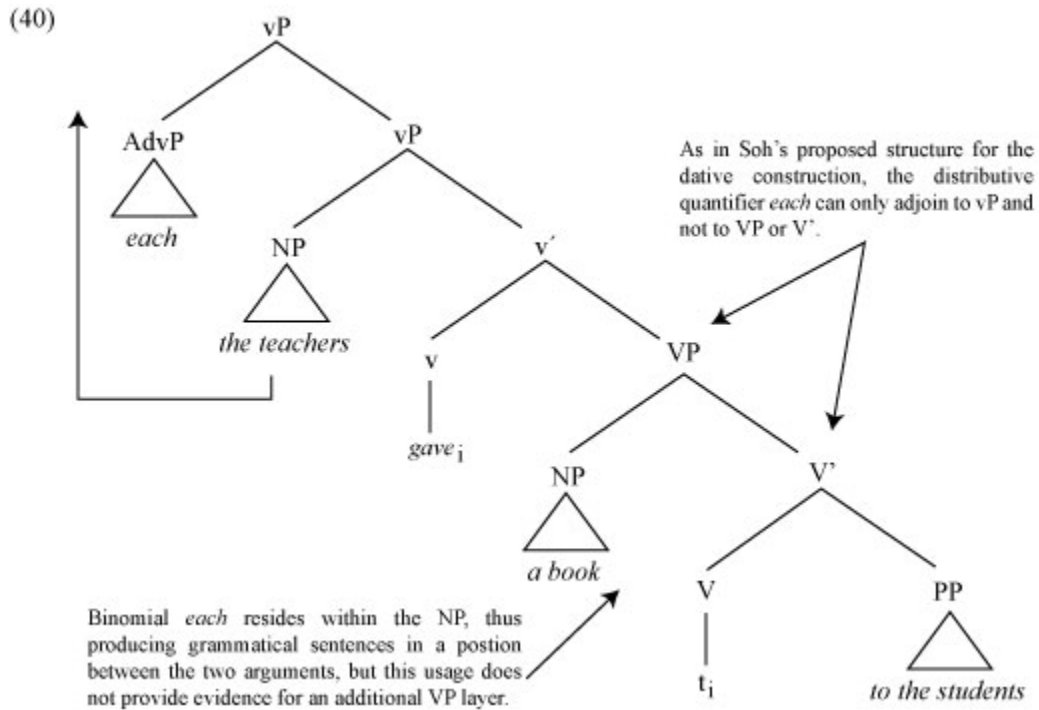 (40)
vP
AdvP
vP
each
As in Soh's proposed structure for the
dative construction, the distributive
quantifier each can only adjoin to vP and
not to VP or V'.
NP
v′
the teachers
v
VP
gave i
NP
V'
a book
V
PP
Binomial each resides within the NP, thus
producing grammatical sentences in a postion
between the two arguments, but this usage does
not provide evidence for an additional VP layer.
t i
to the students